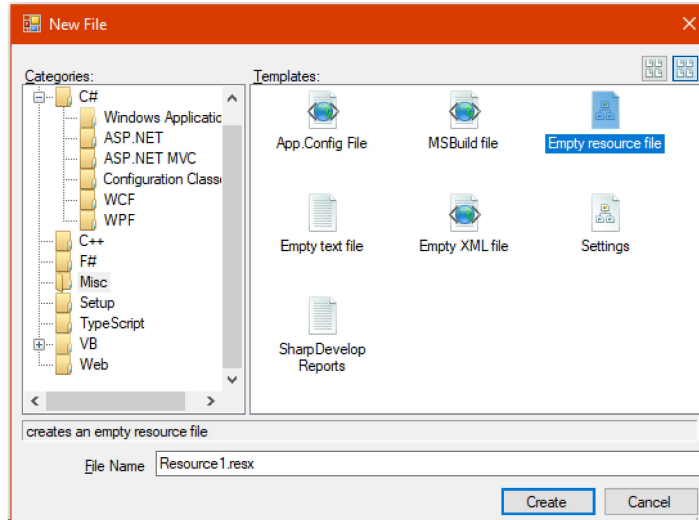 New File
Categories:
Templates:
C#
Windows Applicatic
ASP.NET
ASP.NET MVC
Configuration Classe
WCF
WPF
C++
F#
Misc
Setup
TypeScript
VB
Web
App.Config File
MSBuild file
Empty resource file
Empty text file
Empty XML file
Settings
SharpDevelop
Reports
creates an empty resource file
File Name
Resource1.resx
Create
Cancel